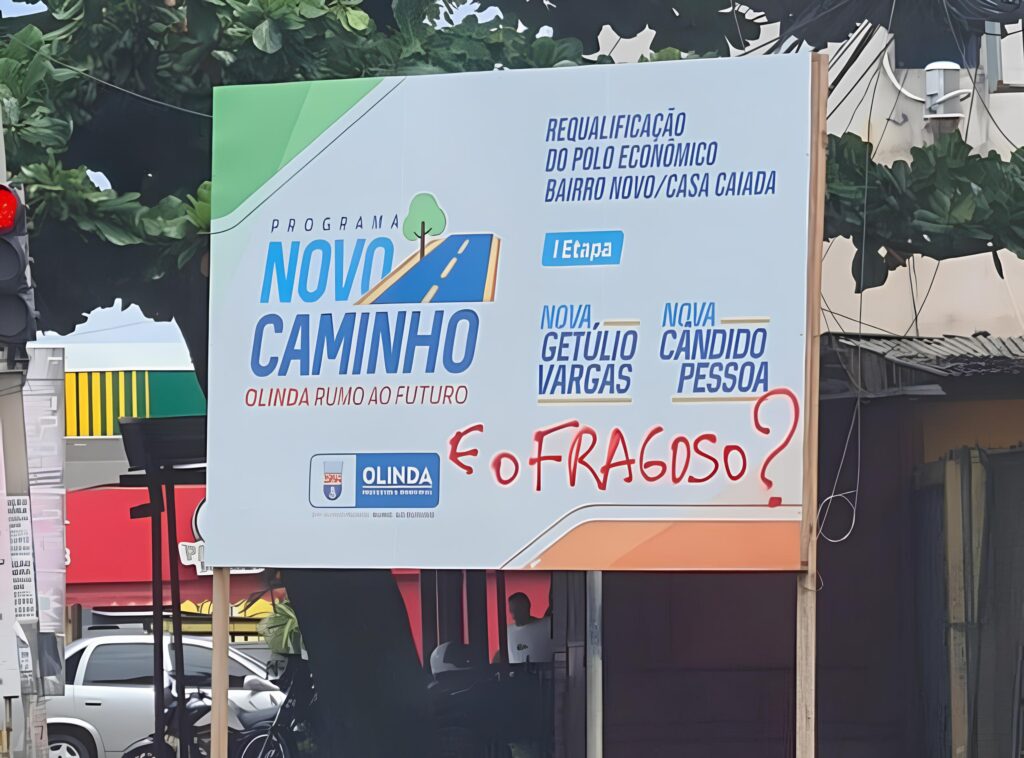 PROGRAMA
NOVO
CAMINHO
OLINDA RUMO AO FUTURO
OLINDA
REQUALIFICAÇÃO
DO POLO ECONÔMICO
BAIRRO NOVO/CASA CAIADA
I Etapa
NOVA
GETÚLIO
VARGAS
NOVA
CÂNDIDO
PESSOA
E O FRAGOSO?